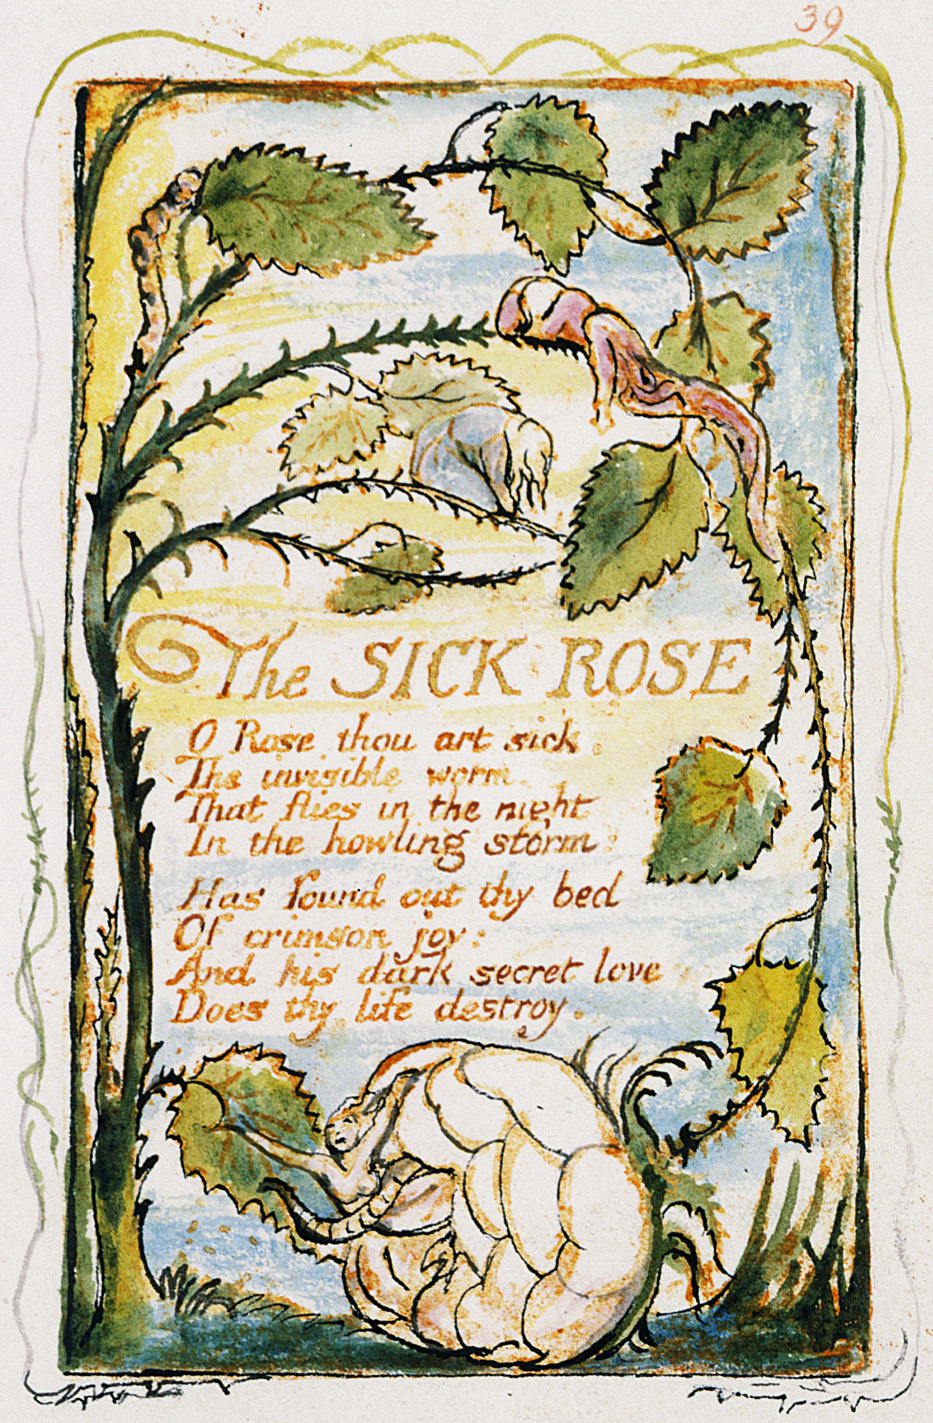 39
The SICK ROSE
O Rose thou art sick.
The invisible worm.
That flies in the night
In the howling storm:
Has found out thy bed
Of crimson joy:
And his dark secret love
Does thy life destroy.